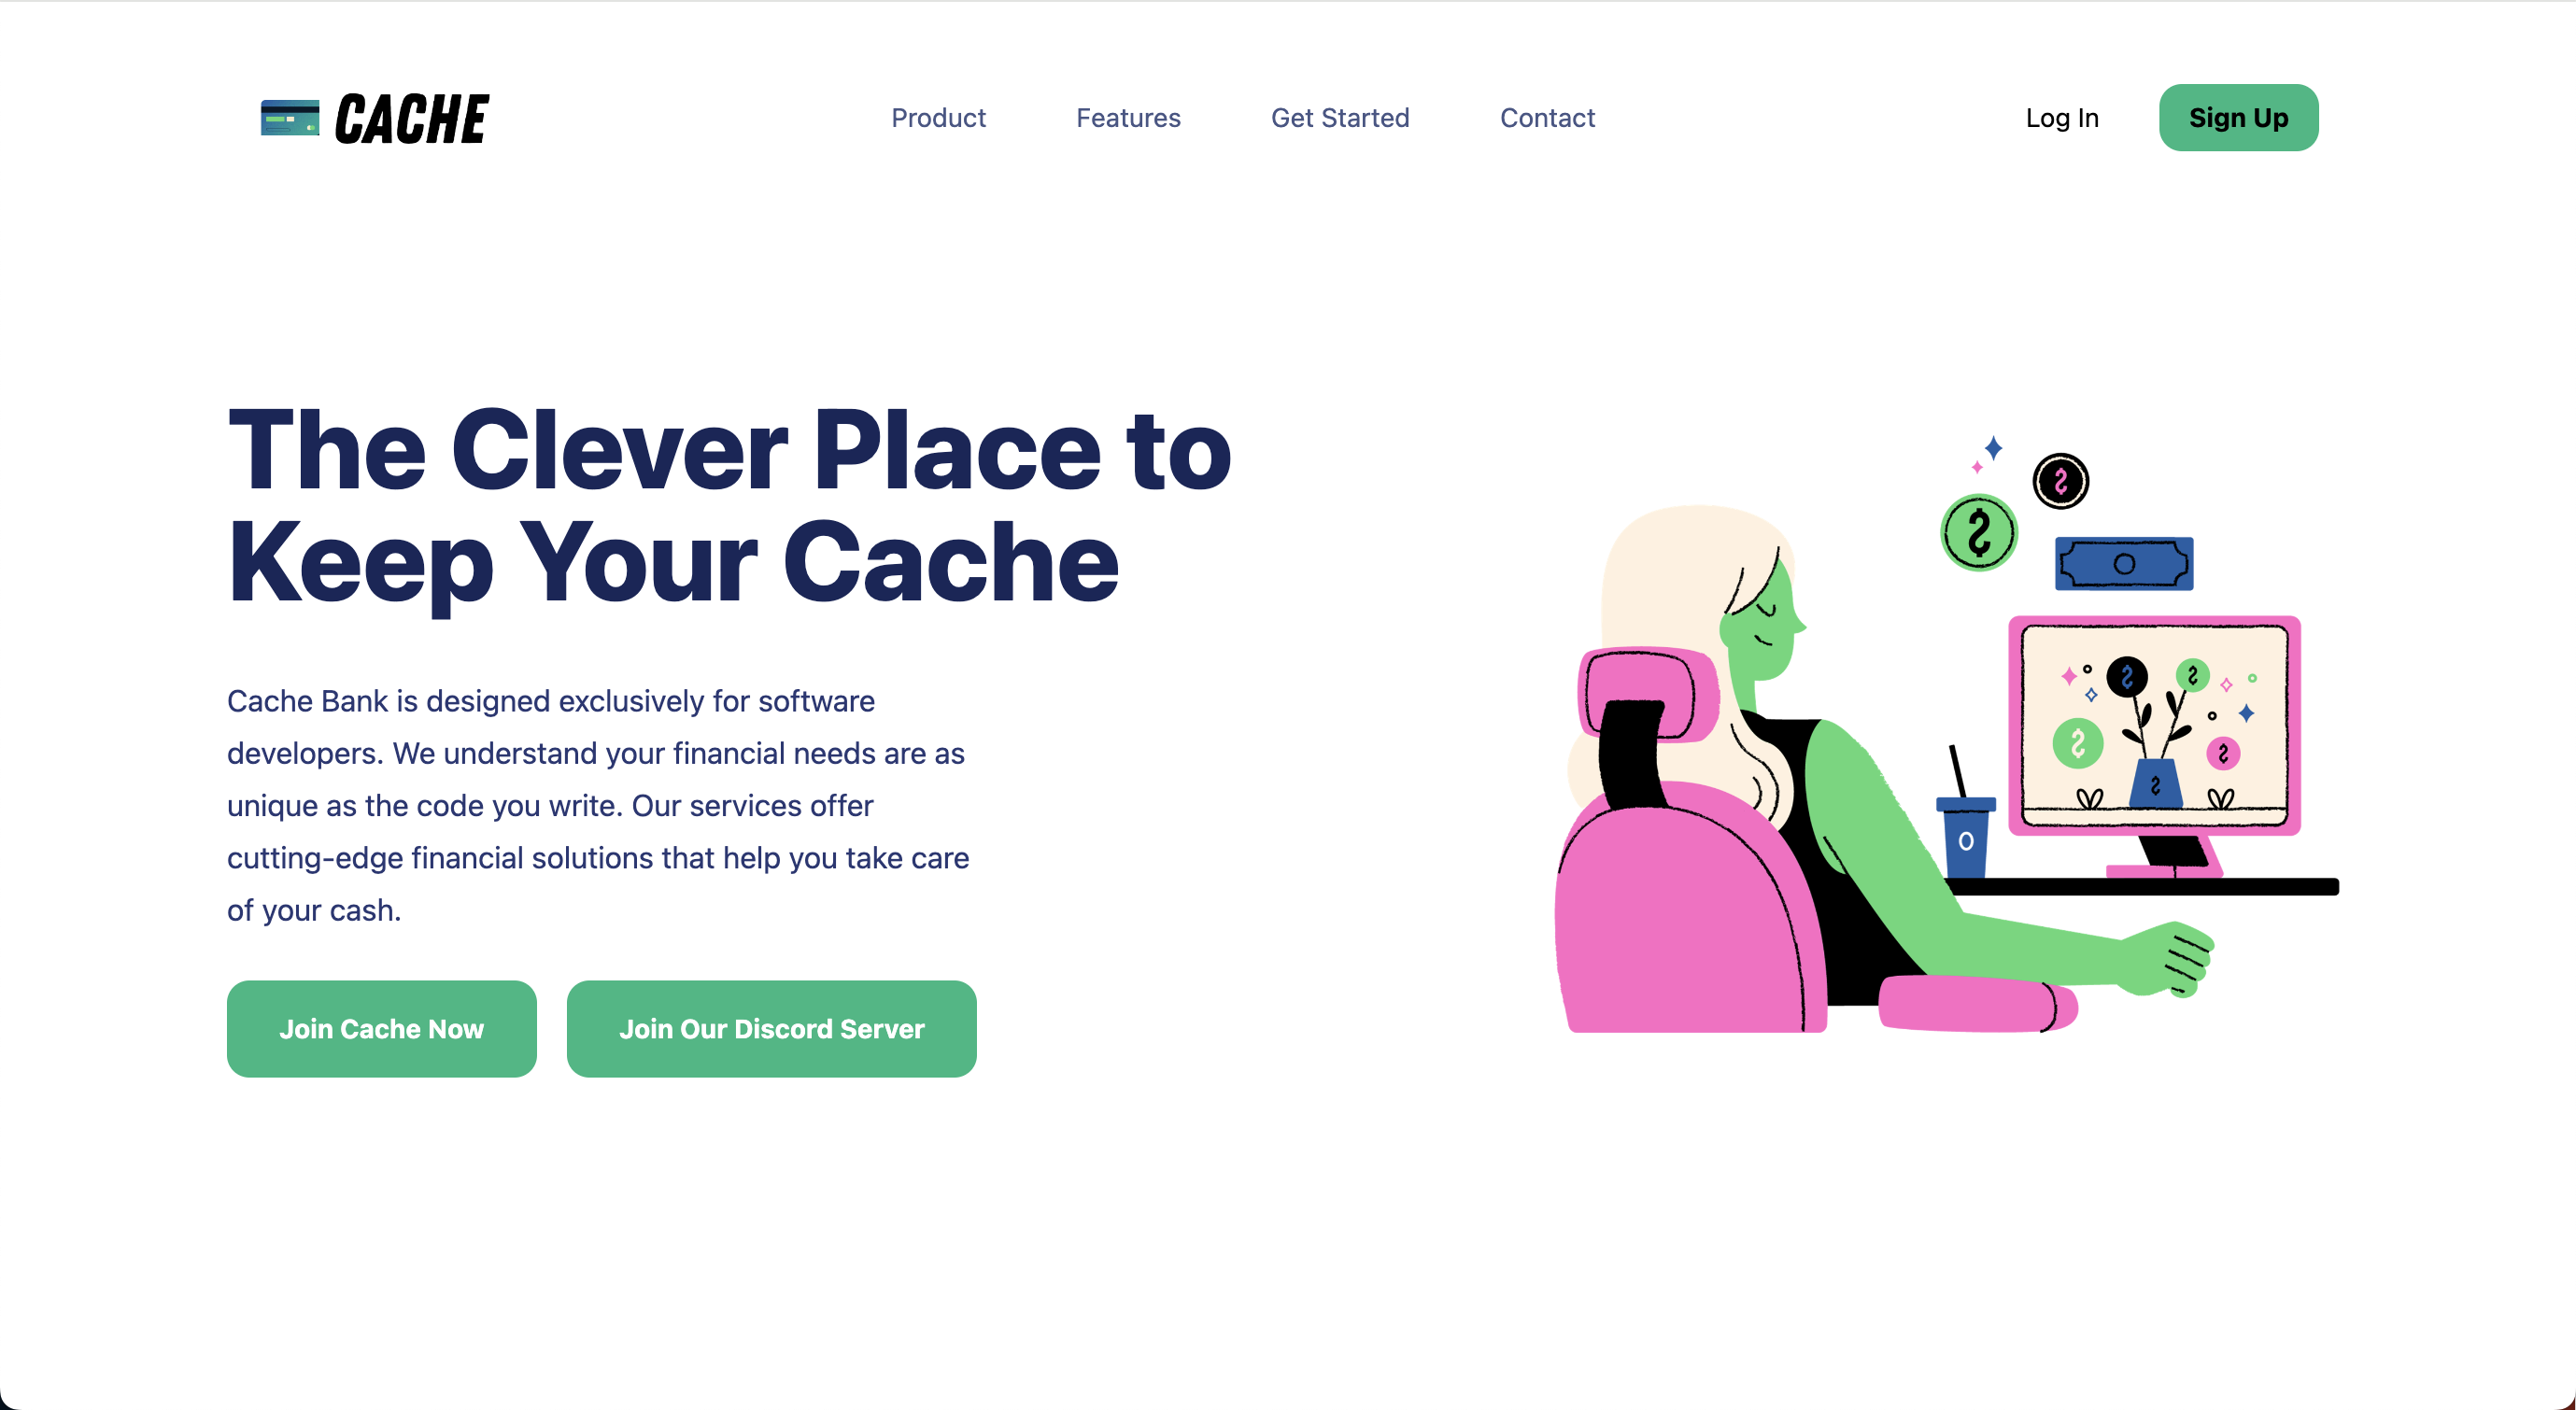 CACHE
Product
Features
Get Started
Contact
Log In
Sign Up
The Clever Place to
Keep Your Cache
Cache Bank is designed exclusively for software
developers. We understand your financial needs are as
unique as the code you write. Our services offer
cutting-edge financial solutions that help you take care
of your cash.
Join Cache Now
Join Our Discord Server